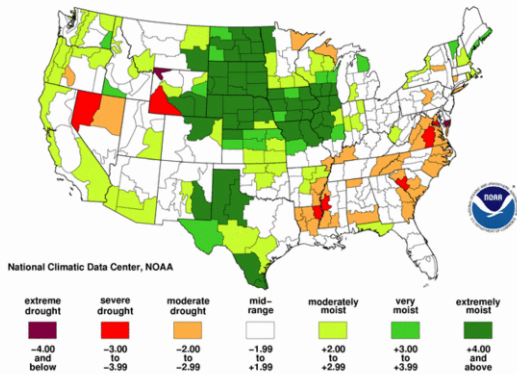 NOAA
National Climatic Data Center, NOAA
extreme drought
severe drought
moderate drought
mid-range
moderately moist
very moist
extremely moist
-4.00 and below
-3.00 to -3.99
-2.00 to -2.99
-1.99 to +1.99
+2.00 to +2.99
+3.00 to +3.99
+4.00 and above